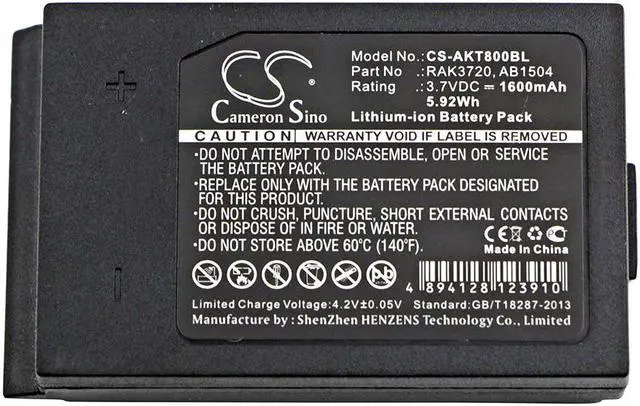 CS
Cameron Sino
Model No.: CS-AKT800BL
Part No : RAK3720, AB1504
Rating : 3.7VDC ⎓ 1600mAh
5.92Wh
Lithium-ion Battery Pack
CAUTION WARRANTY VOID IF LABEL IS REMOVED
•DO NOT ATTEMPT TO DISASSEMBLE, OPEN OR SERVICE
THE BATTERY PACK.
•REPLACE ONLY WITH THE BATTERY PACK DESIGNATED
FOR THIS PRODUCT.
•DO NOT CRUSH, PUNCTURE, SHORT EXTERNAL CONTACTS
OR DISPOSE OF IN FIRE OR WATER.
•DO NOT STORE ABOVE 60°C (140°F).
CE
Made In China
4 894128 123910
Limited Charge Voltage:4.2V±0.05V Standard:GB/T18287-2013
Manufacture by : ShenZhen HENZENS Technology Co., Ltd
+
–